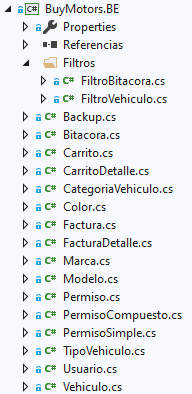 C# BuyMotors.BE
Properties
Referencias
Filtros
C# FiltroBitacora.cs
C# FiltroVehiculo.cs
C# Backup.cs
C# Bitacora.cs
C# Carrito.cs
C# CarritoDetalle.cs
C# CategoriaVehiculo.cs
C# Color.cs
C# Factura.cs
C# FacturaDetalle.cs
C# Marca.cs
C# Modelo.cs
C# Permiso.cs
C# PermisoCompuesto.cs
C# PermisoSimple.cs
C# TipoVehiculo.cs
C# Usuario.cs
C# Vehiculo.cs